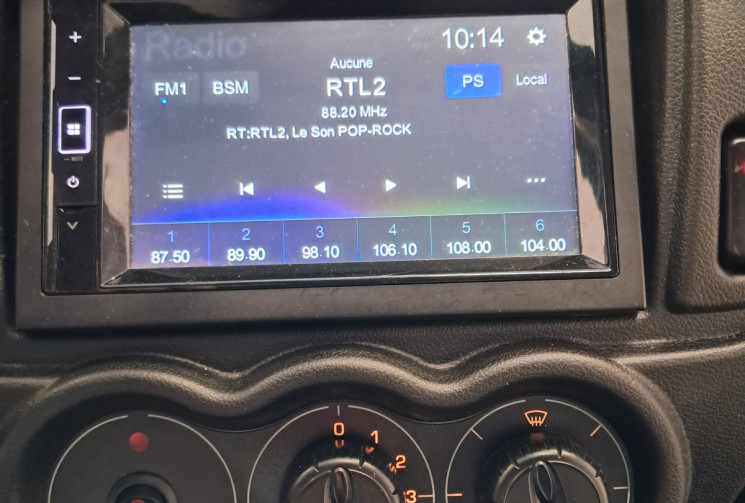 Radio
10:14
Aucune
FM1 BSM RTL2 PS Local
88.20 MHz
RT:RTL2, Le Son POP-ROCK
MUTE
1 2 3 4 5 6
87.50 89.90 98.10 106.10 108.00 104.00
0 1 2 3